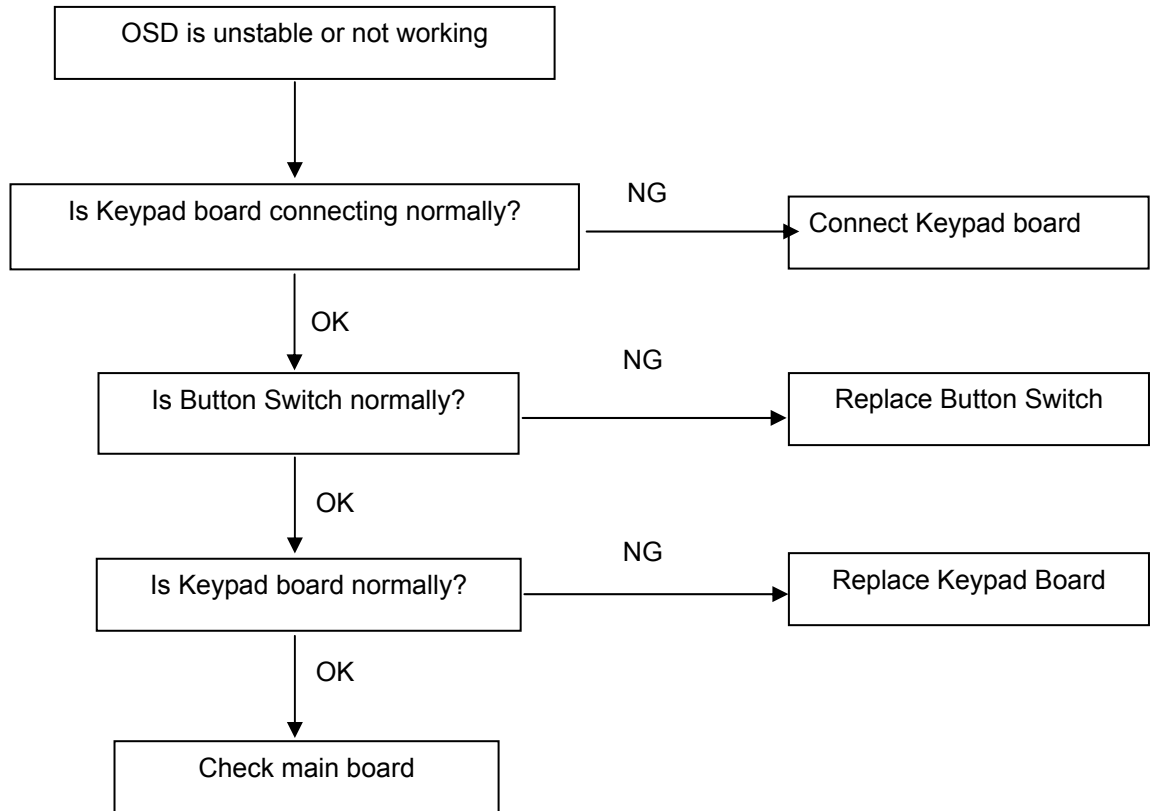 OSD is unstable or not working
Is Keypad board connecting normally?
NG
Connect Keypad board
OK
Is Button Switch normally?
NG
Replace Button Switch
OK
Is Keypad board normally?
NG
Replace Keypad Board
OK
Check main board